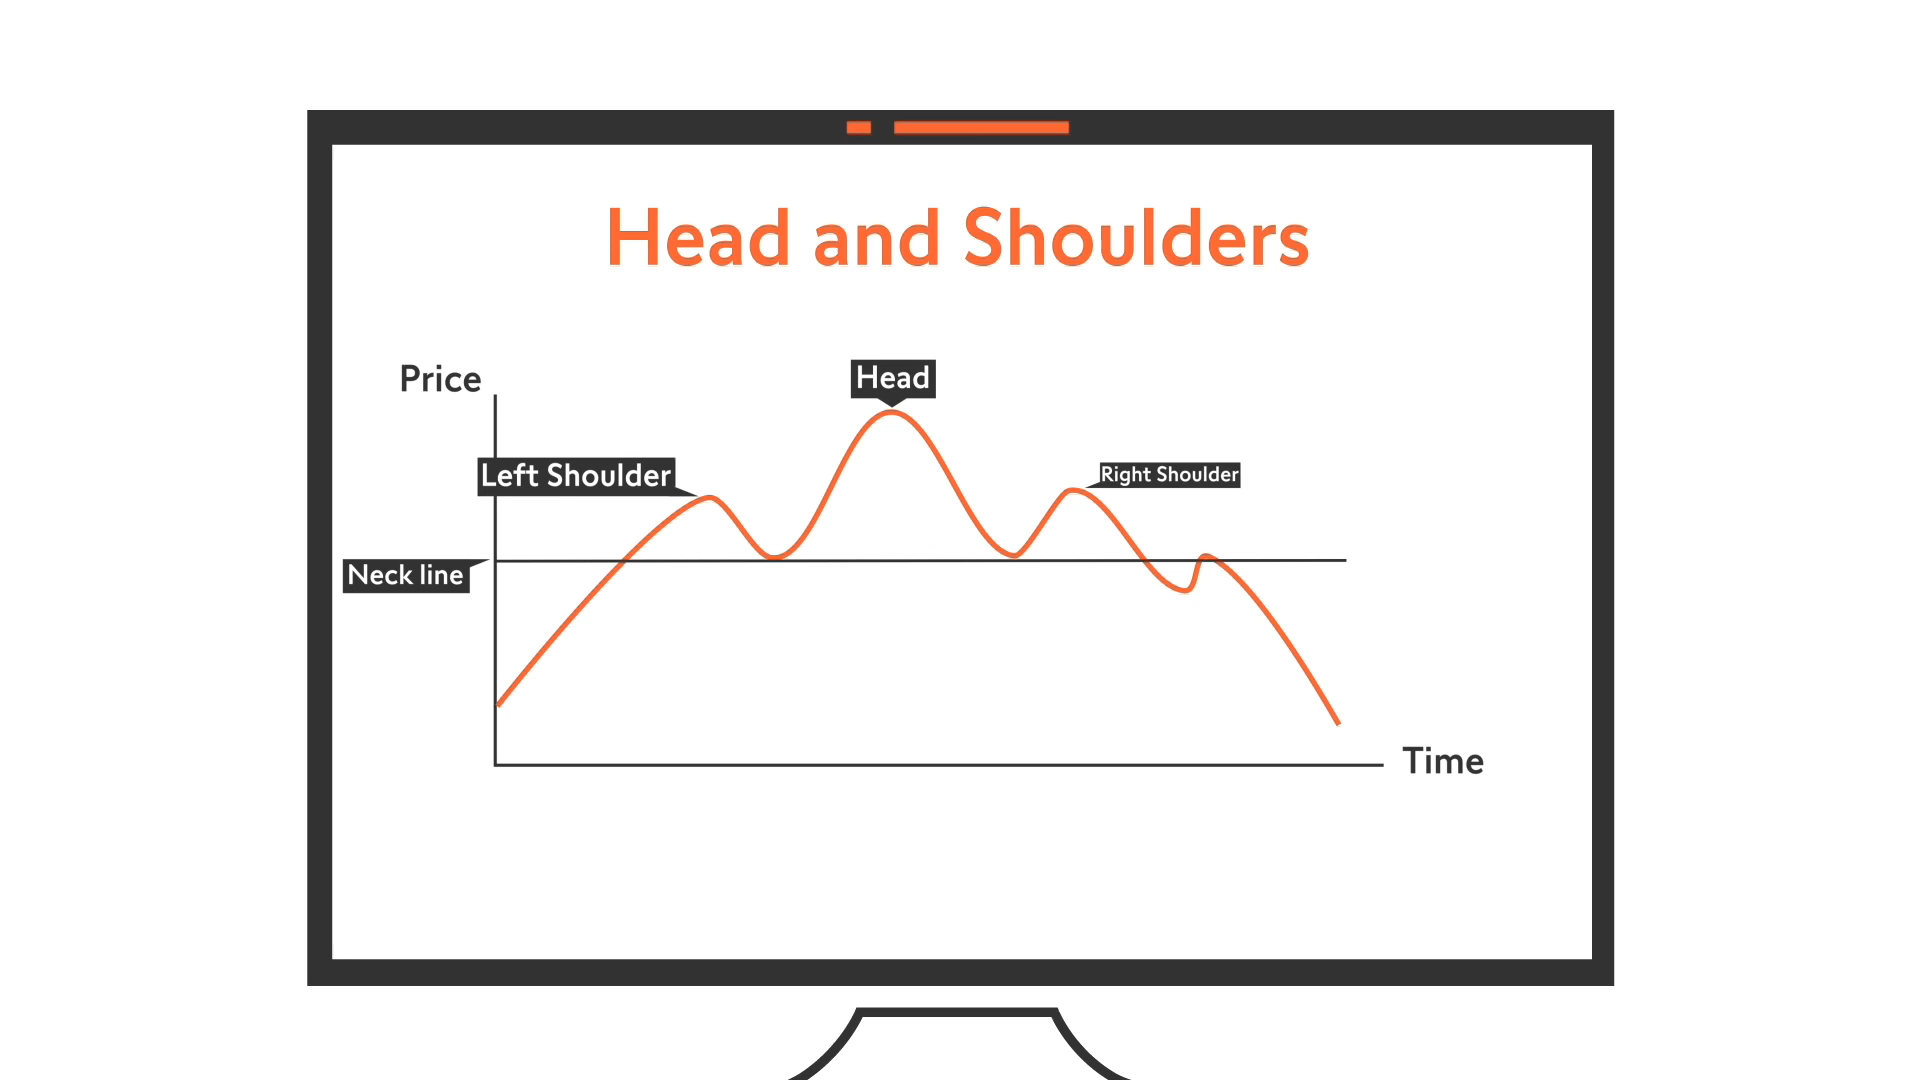 Head and Shoulders
Price
Head
Left Shoulder
Right Shoulder
Neck line
Time